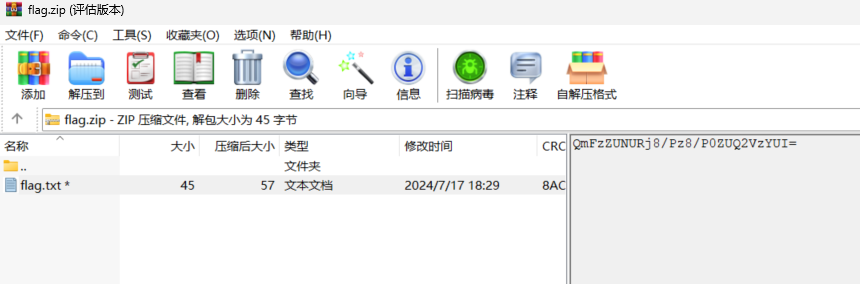 flag.zip (评估版本)
文件(F) 命令(C) 工具(S) 收藏夹(O) 选项(N) 帮助(H)
添加 解压到 测试 查看 删除 查找 向导 信息 扫描病毒 注释 自解压格式
flag.zip - ZIP 压缩文件, 解包大小为 45 字节
名称 大小 压缩后大小 类型 修改时间 CRC
QmFzZUNURj8/Pz8/P0ZUQ2VzYUI=
.. 文件夹
flag.txt * 45 57 文本文档 2024/7/17 18:29 8AC